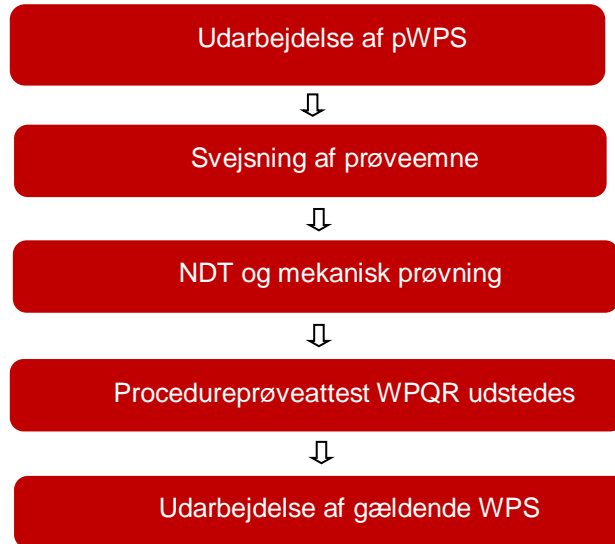 Udarbejdelse af pWPS
Svejsning af prøveemne
NDT og mekanisk prøvning
Procedureprøveattest WPQR udstedes
Udarbejdelse af gældende WPS